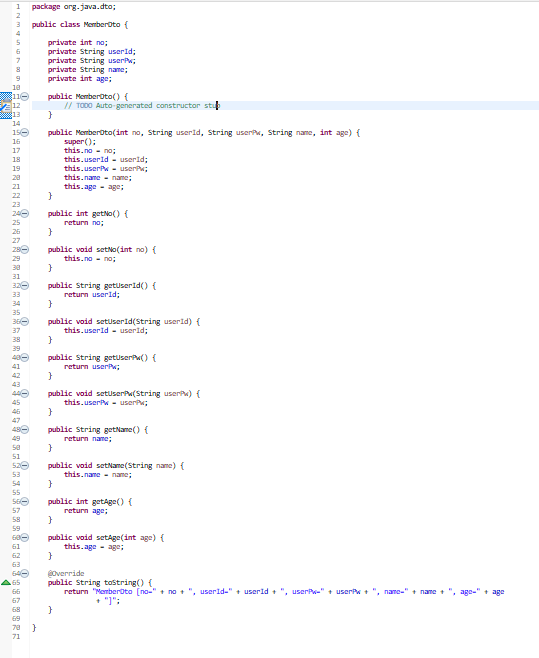 1 package org.java.dto;
2
3 public class MemberDto {
4
5 private int no;
6 private String userId;
7 private String userPw;
8 private String name;
9 private int age;
10
11 public MemberDto() {
12 // TODO Auto-generated constructor stub
13 }
14
15 public MemberDto(int no, String userId, String userPw, String name, int age) {
16 super();
17 this.no = no;
18 this.userId = userId;
19 this.userPw = userPw;
20 this.name = name;
21 this.age = age;
22 }
23
24 public int getNo() {
25 return no;
26 }
27
28 public void setNo(int no) {
29 this.no = no;
30 }
31
32 public String getUserId() {
33 return userId;
34 }
35
36 public void setUserId(String userId) {
37 this.userId = userId;
38 }
39
40 public String getUserPw() {
41 return userPw;
42 }
43
44 public void setUserPw(String userPw) {
45 this.userPw = userPw;
46 }
47
48 public String getName() {
49 return name;
50 }
51
52 public void setName(String name) {
53 this.name = name;
54 }
55
56 public int getAge() {
57 return age;
58 }
59
60 public void setAge(int age) {
61 this.age = age;
62 }
63
64 @Override
65 public String toString() {
66 return "MemberDto [no=" + no + ", userId=" + userId + ", userPw=" + userPw + ", name=" + name + ", age=" + age
67 + "]";
68 }
69
70 }
71